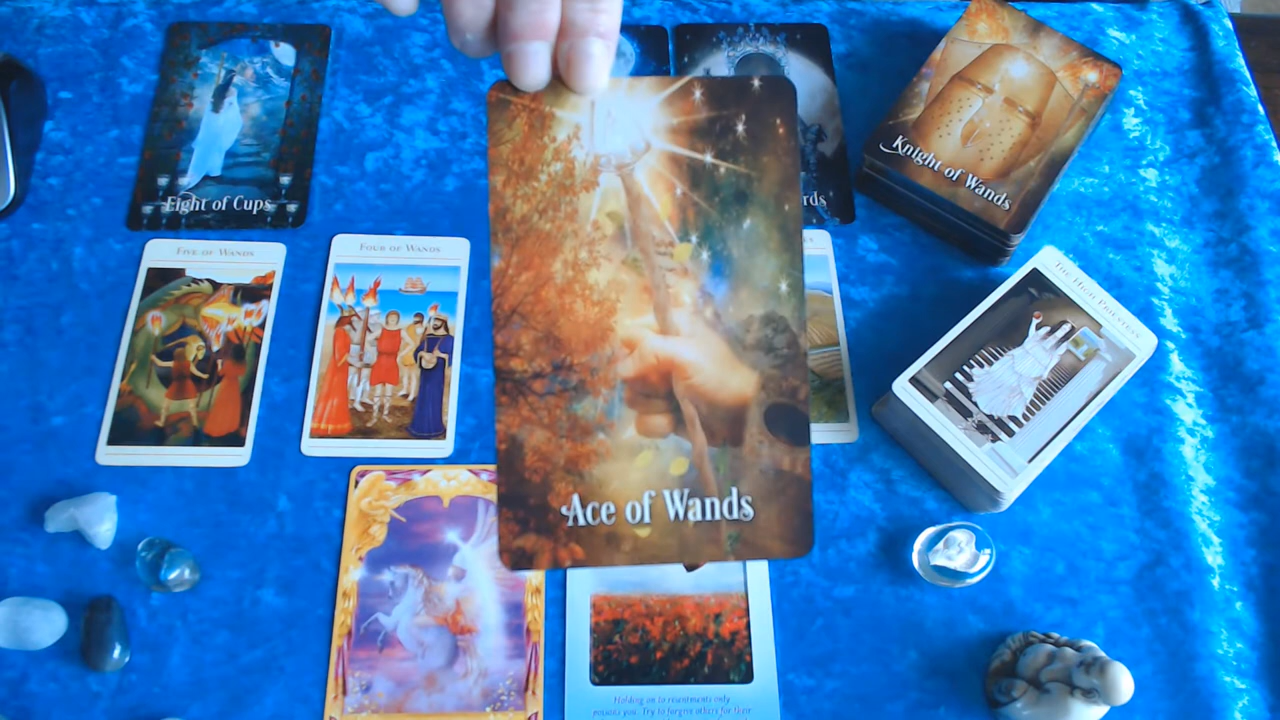 Eight of Cups
rds
Knight of Wands
FIVE OF WANDS
FOUR OF WANDS
THE HIGH PRIESTESS
Ace of Wands
Holding on to resentments only
poisons you. Try to forgive others for their